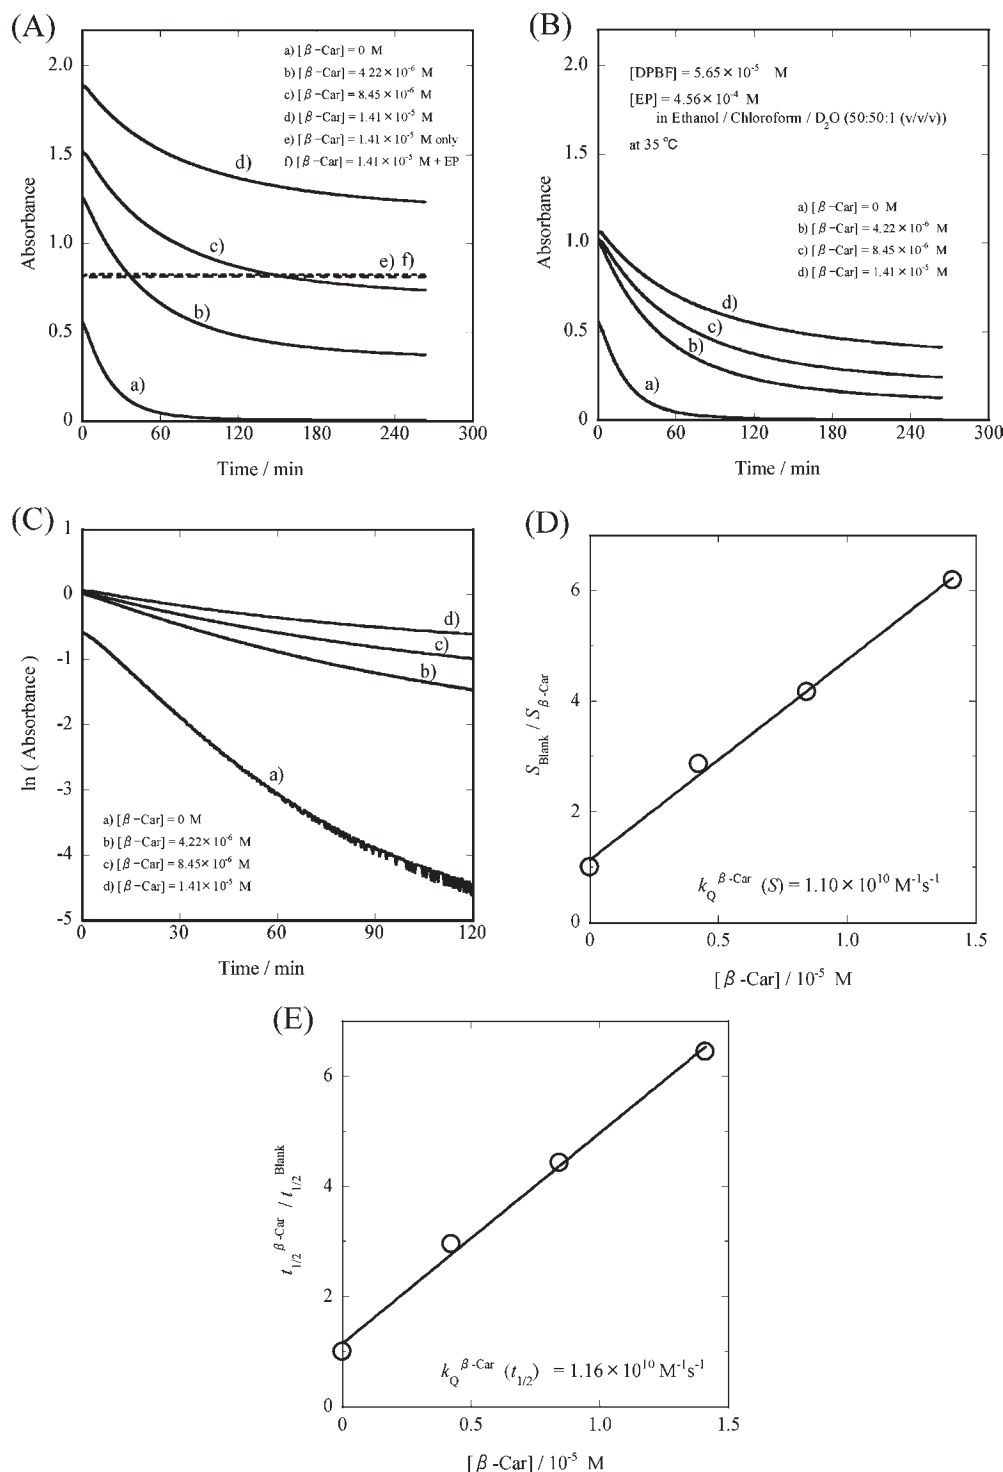 (A)
2.0
1.5
1.0
0.5
0
0
60
120
180
240
300
Absorbance
Time / min
a) [β-Car] = 0 M
b) [β-Car] = 4.22×10⁻⁶ M
c) [β-Car] = 8.45×10⁻⁶ M
d) [β-Car] = 1.41×10⁻⁵ M
e) [β-Car] = 1.41×10⁻⁵ M only
f) [β-Car] = 1.41×10⁻⁵ M + EP
d)
c)
e) f)
b)
a)
(B)
2.0
1.5
1.0
0.5
0
0
60
120
180
240
300
Absorbance
Time / min
[DPBF] = 5.65×10⁻⁵ M
[EP] = 4.56×10⁻⁴ M
in Ethanol / Chloroform / D₂O (50:50:1 (v/v/v))
at 35 °C
a) [β-Car] = 0 M
b) [β-Car] = 4.22×10⁻⁶ M
c) [β-Car] = 8.45×10⁻⁶ M
d) [β-Car] = 1.41×10⁻⁵ M
d)
c)
b)
a)
(C)
1
0
-1
-2
-3
-4
-5
0
30
60
90
120
ln ( Absorbance )
Time / min
d)
c)
b)
a)
a) [β-Car] = 0 M
b) [β-Car] = 4.22×10⁻⁶ M
c) [β-Car] = 8.45×10⁻⁶ M
d) [β-Car] = 1.41×10⁻⁵ M
(D)
6
4
2
0
0
0.5
1.0
1.5
S_Blank / S_β-Car
k_Q^β-Car (S) = 1.10×10¹⁰ M⁻¹s⁻¹
[β-Car] / 10⁻⁵ M
(E)
6
4
2
0
0
0.5
1.0
1.5
t_1/2^β-Car / t_1/2^Blank
k_Q^β-Car (t_1/2) = 1.16×10¹⁰ M⁻¹s⁻¹
[β-Car] / 10⁻⁵ M